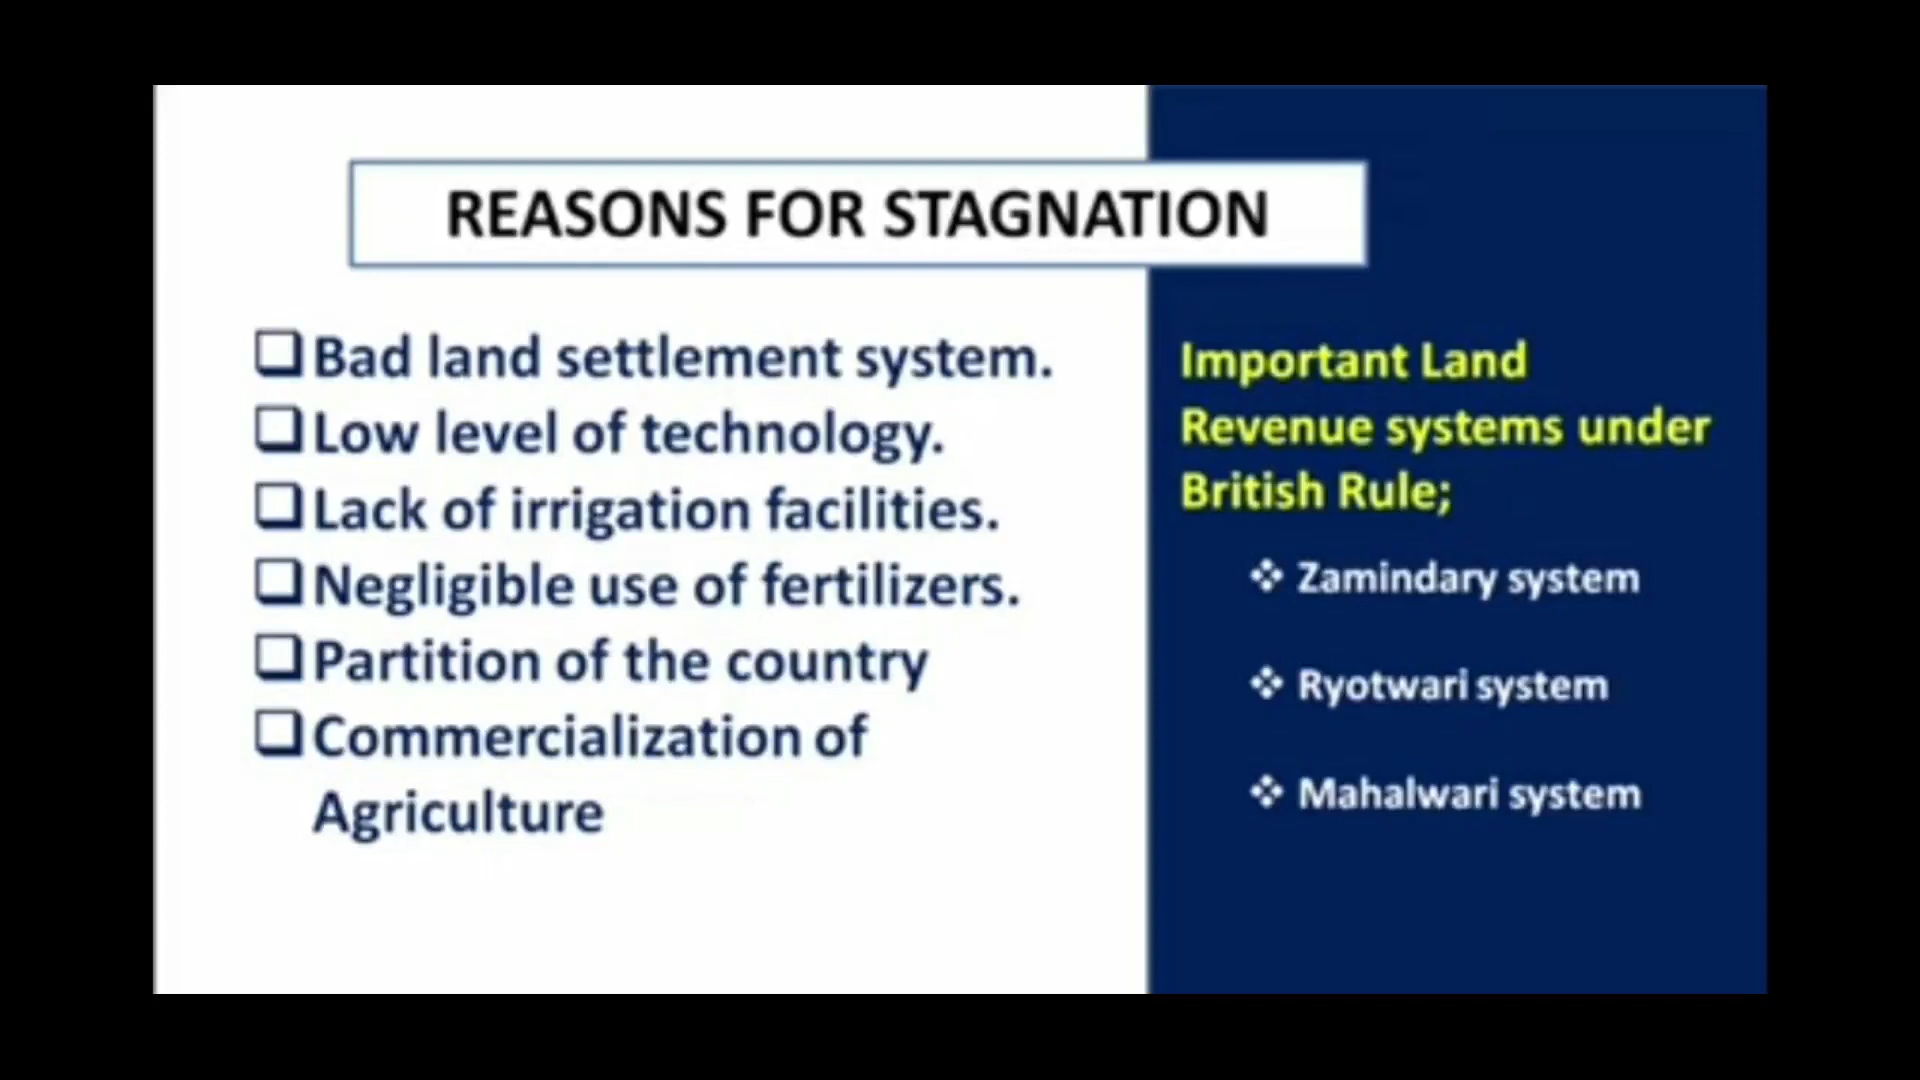 REASONS FOR STAGNATION
Bad land settlement system.
Low level of technology.
Lack of irrigation facilities.
Negligible use of fertilizers.
Partition of the country
Commercialization of
Agriculture
Important Land
Revenue systems under
British Rule;
Zamindary system
Ryotwari system
Mahalwari system